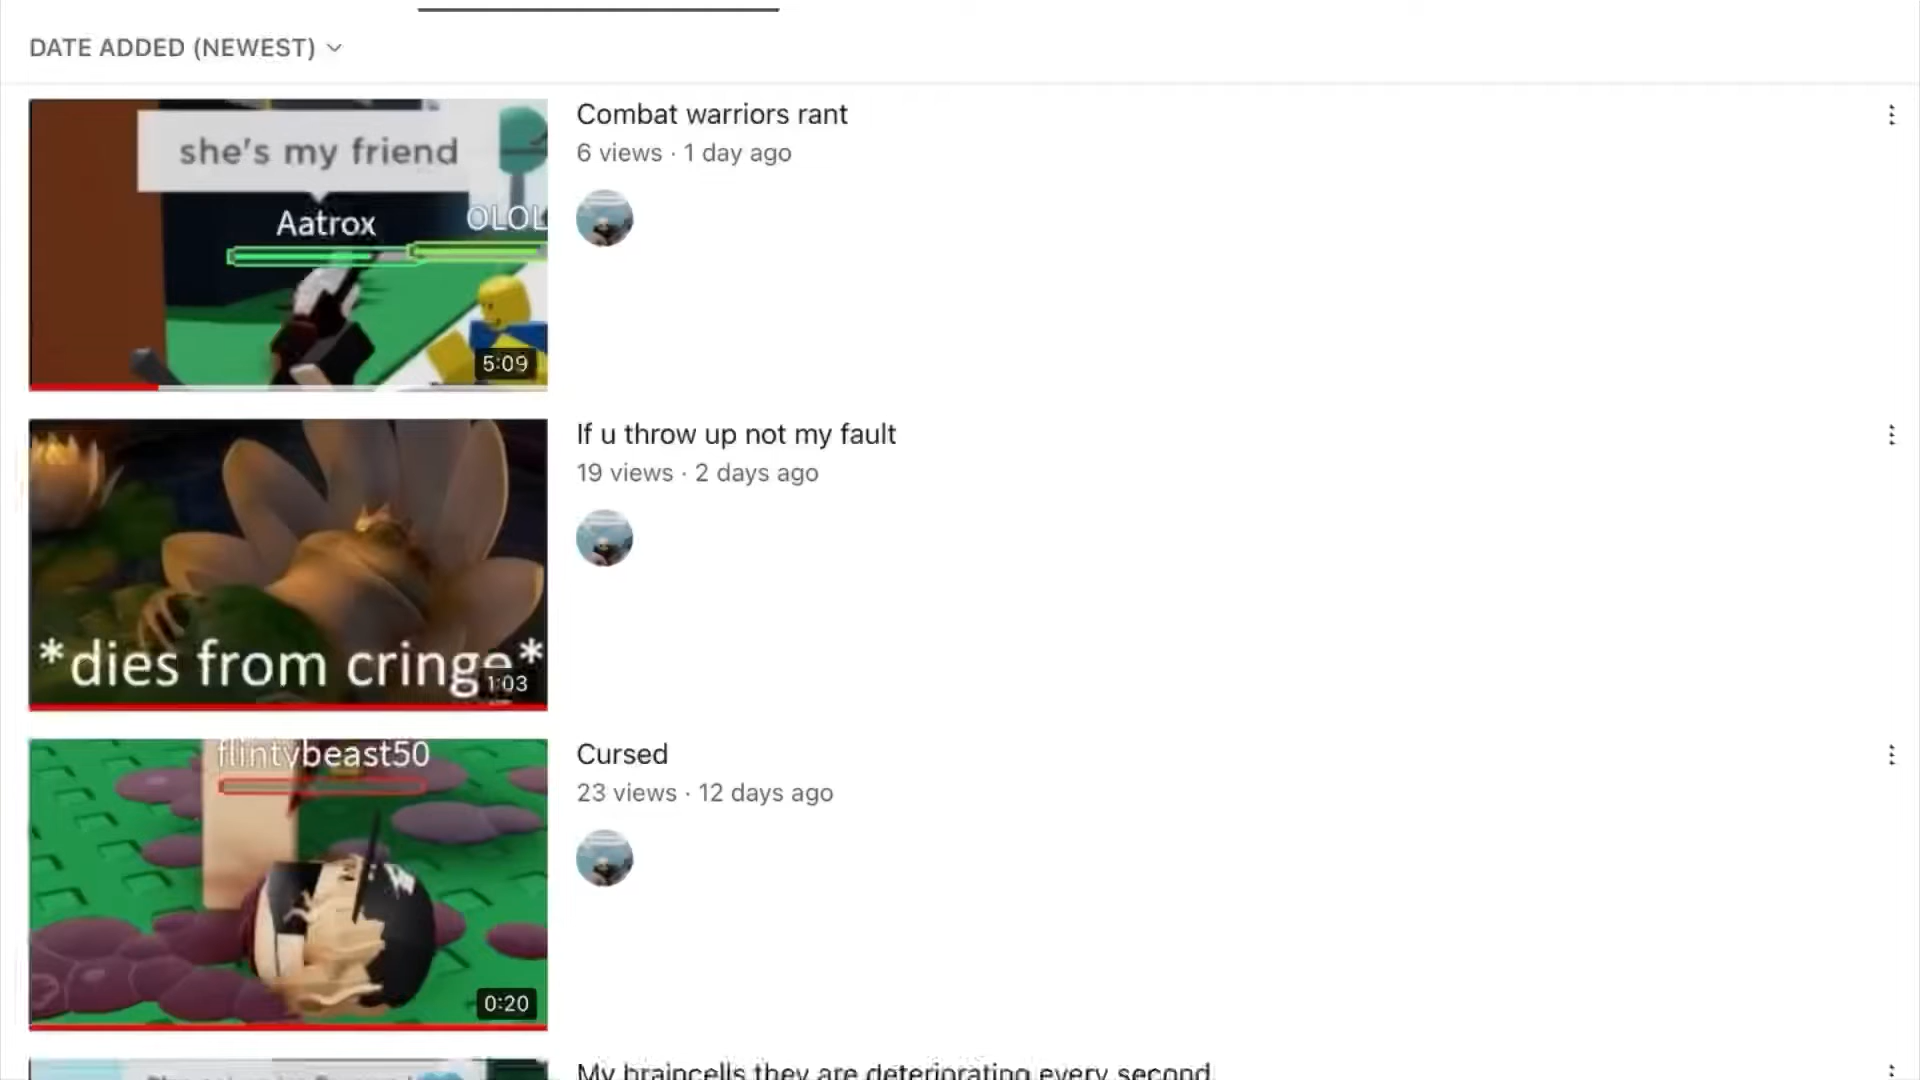 DATE ADDED (NEWEST)
she's my friend
Aatrox
OLOL
5:09
Combat warriors rant
6 views · 1 day ago
*dies from cringe*
1:03
If u throw up not my fault
19 views · 2 days ago
flintybeast50
0:20
Cursed
23 views · 12 days ago
My braincells they are deteriorating every second